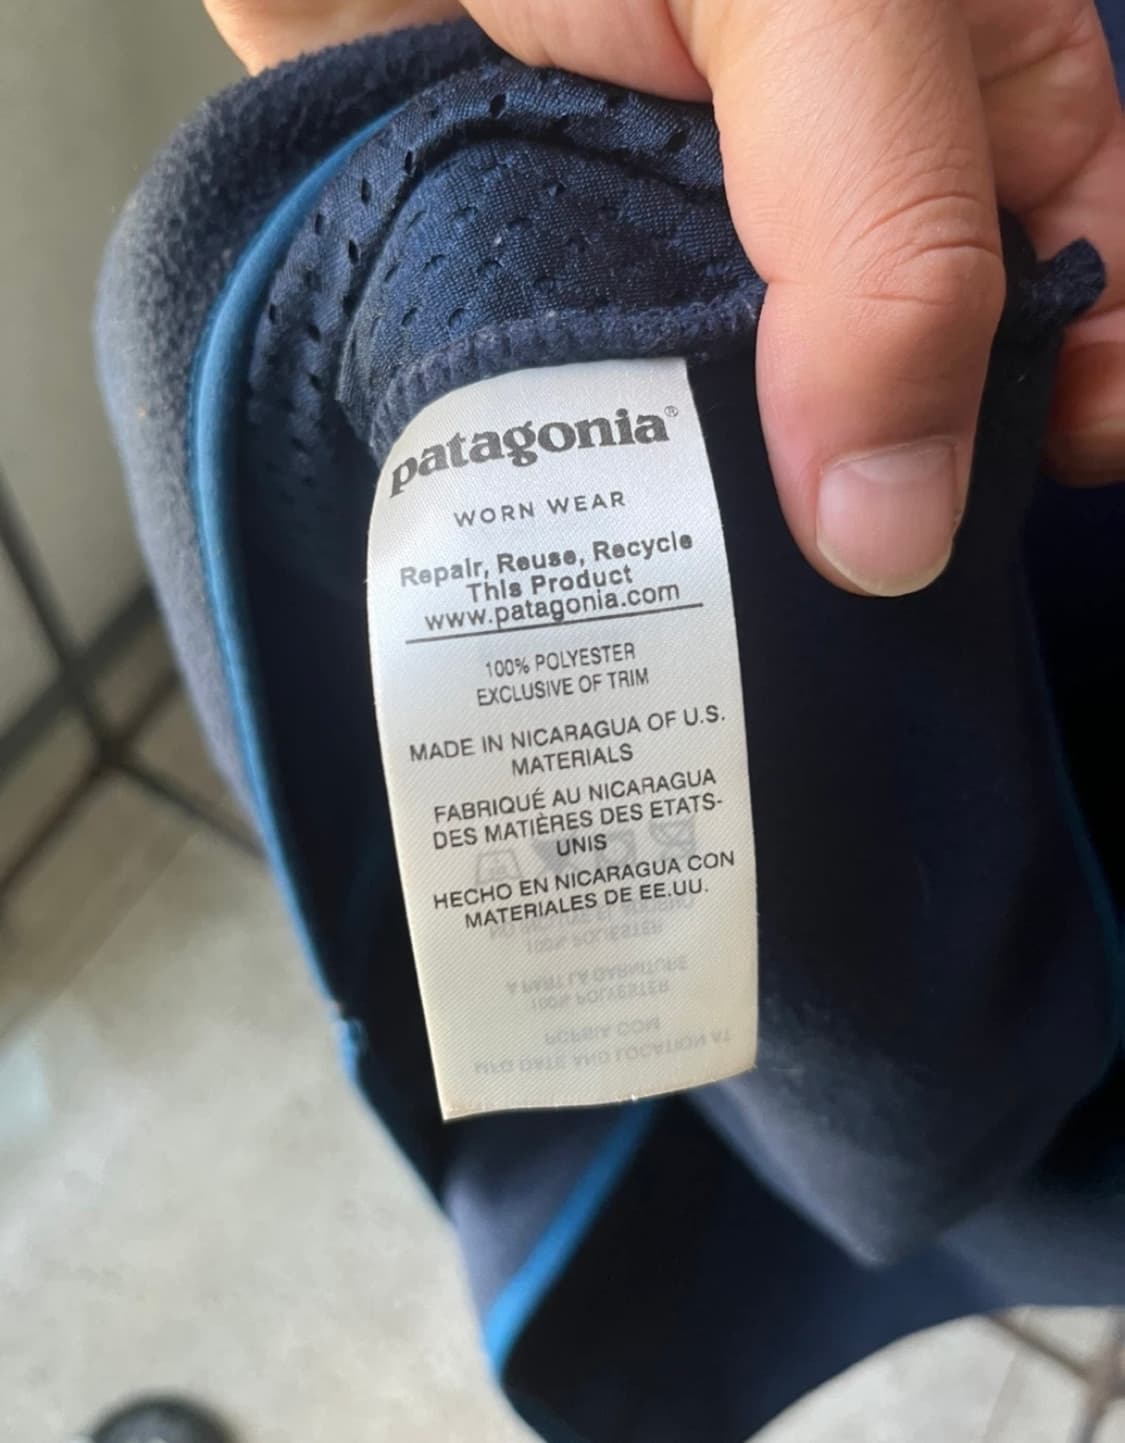 patagonia®
WORN WEAR
Repair, Reuse, Recycle
This Product
www.patagonia.com
100% POLYESTER
EXCLUSIVE OF TRIM
MADE IN NICARAGUA OF U.S.
MATERIALS
FABRIQUÉ AU NICARAGUA
DES MATIÈRES DES ETATS-
UNIS
HECHO EN NICARAGUA CON
MATERIALES DE EE.UU.